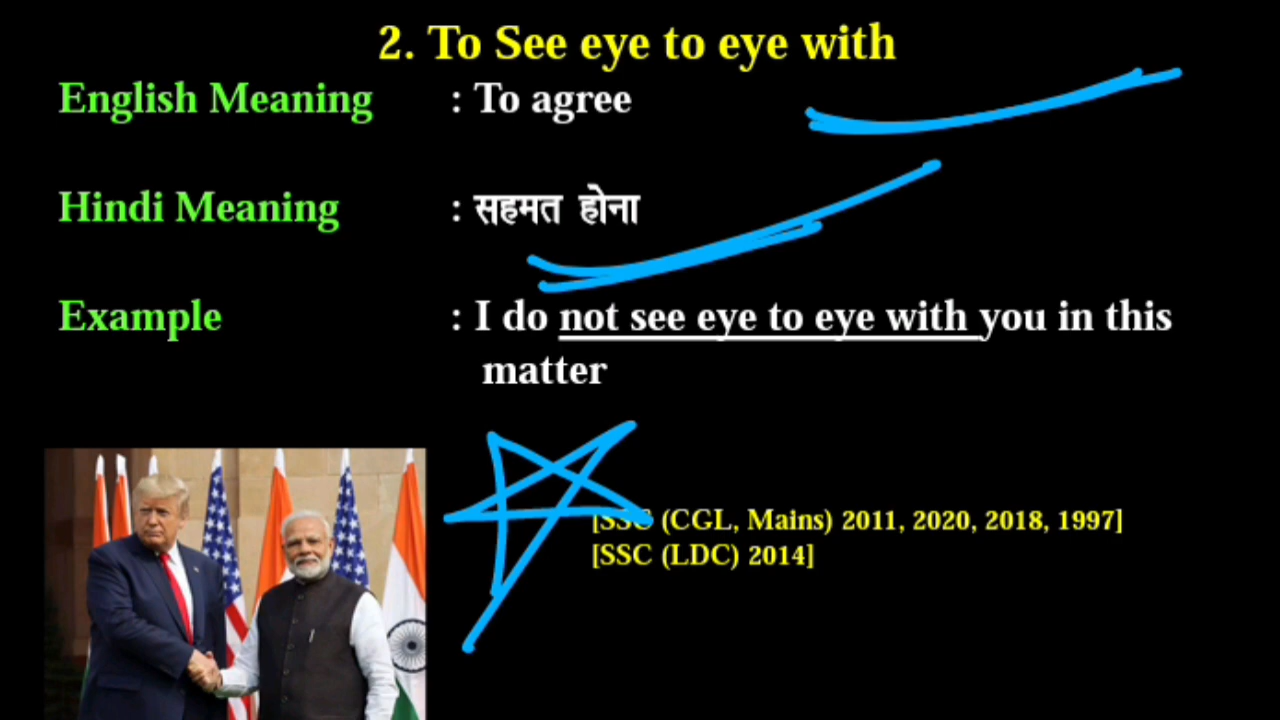 2. To See eye to eye with
English Meaning : To agree
Hindi Meaning : सहमत होना
Example : I do not see eye to eye with you in this
matter
[SSC (CGL, Mains) 2011, 2020, 2018, 1997]
[SSC (LDC) 2014]